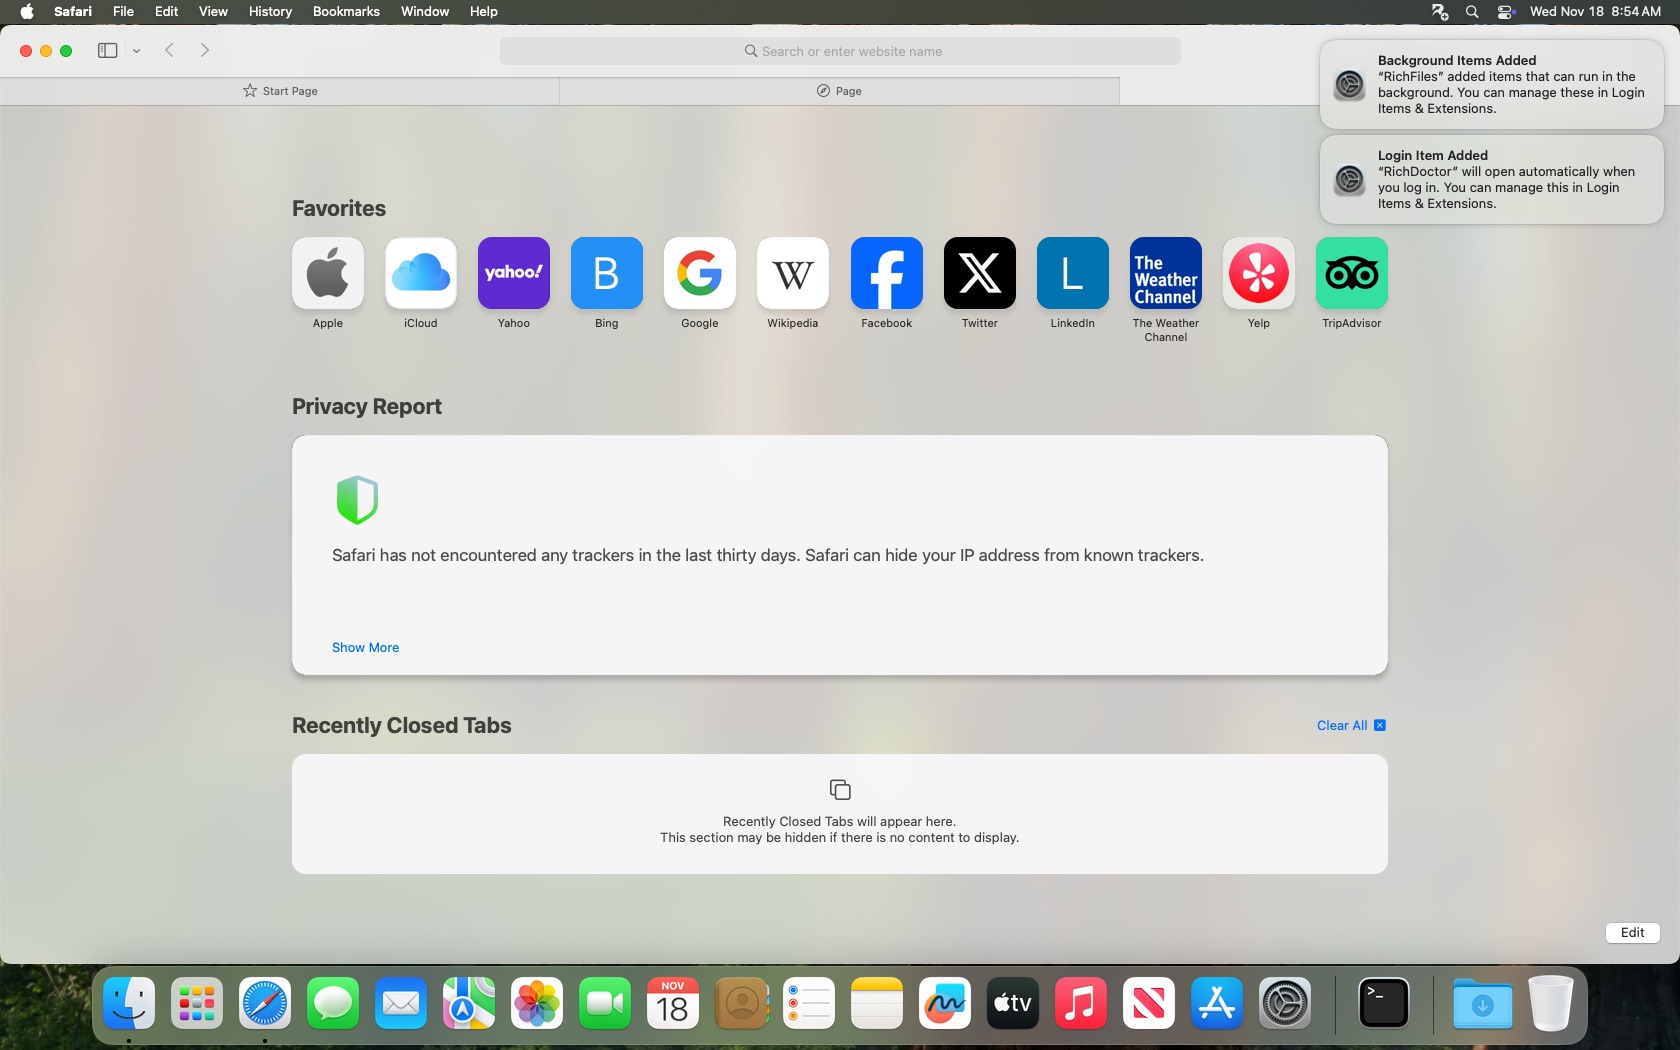 Safari File Edit View History Bookmarks Window Help Wed Nov 18 8:54 AM
Search or enter website name
Start Page Page
Background Items Added
“RichFiles” added items that can run in the
background. You can manage these in Login
Items & Extensions.
Login Item Added
“RichDoctor” will open automatically when
you log in. You can manage this in Login
Items & Extensions.
Favorites
yahoo!
B
G
W
f
X
L
The
Weather
Channel
Apple iCloud Yahoo Bing Google Wikipedia Facebook Twitter LinkedIn The Weather Yelp TripAdvisor
Channel
Privacy Report
Safari has not encountered any trackers in the last thirty days. Safari can hide your IP address from known trackers.
Show More
Recently Closed Tabs Clear All
Recently Closed Tabs will appear here.
This section may be hidden if there is no content to display.
Edit
NOV
18
tv
>_